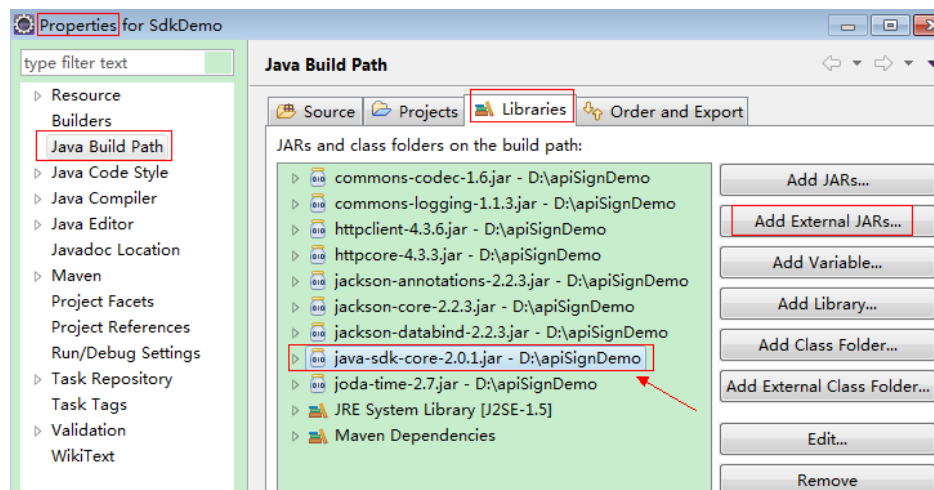 Properties for SdkDemo
type filter text
Resource
Builders
Java Build Path
Java Code Style
Java Compiler
Java Editor
Javadoc Location
Maven
Project Facets
Project References
Run/Debug Settings
Task Repository
Task Tags
Validation
WikiText
Java Build Path
Source
Projects
Libraries
Order and Export
JARs and class folders on the build path:
commons-codec-1.6.jar - D:\apiSignDemo
commons-logging-1.1.3.jar - D:\apiSignDemo
httpclient-4.3.6.jar - D:\apiSignDemo
httpcore-4.3.3.jar - D:\apiSignDemo
jackson-annotations-2.2.3.jar - D:\apiSignDemo
jackson-core-2.2.3.jar - D:\apiSignDemo
jackson-databind-2.2.3.jar - D:\apiSignDemo
java-sdk-core-2.0.1.jar - D:\apiSignDemo
joda-time-2.7.jar - D:\apiSignDemo
JRE System Library [J2SE-1.5]
Maven Dependencies
Add JARs...
Add External JARs...
Add Variable...
Add Library...
Add Class Folder...
Add External Class Folder...
Edit...
Remove